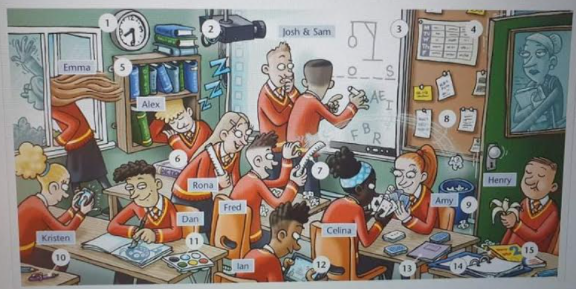 1
2
Josh & Sam
3
4
Emma
5
Z
Z
Z
Z
O S
Alex
A E I
F B R
8
6
7
Rona
Henry
Fred
Amy
9
Dan
Celina
Kristen
11
10
Ian
12
13
14
15